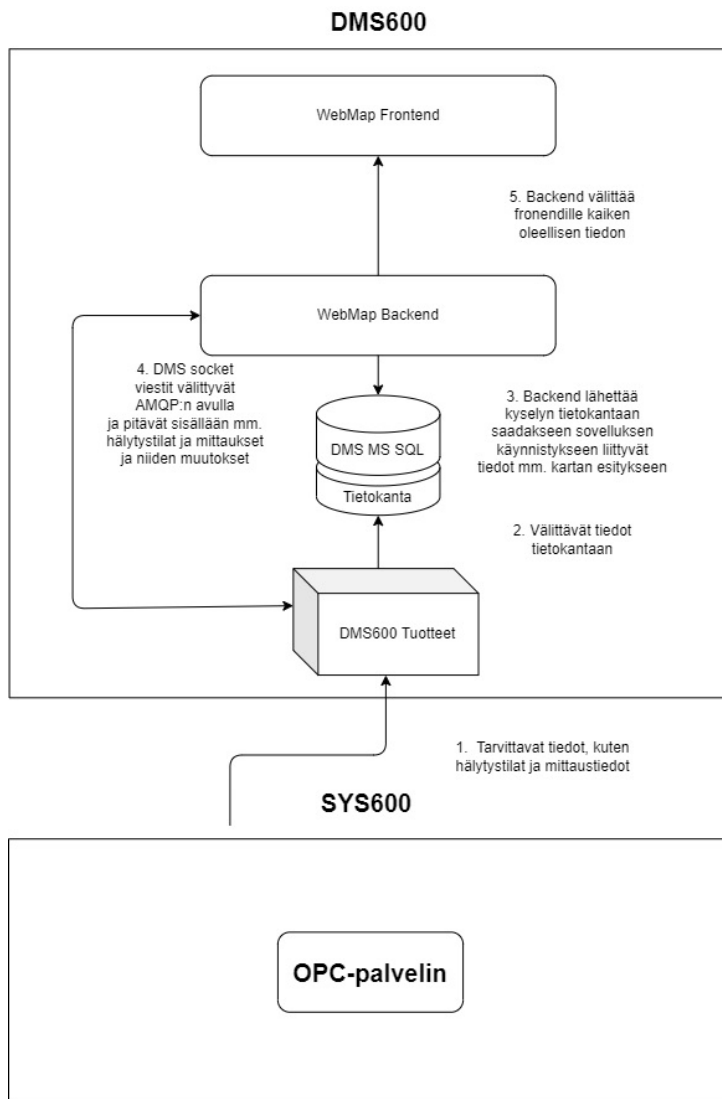 DMS600
WebMap Frontend
5. Backend välittää
fronendille kaiken
oleellisen tiedon
WebMap Backend
4. DMS socket
viestit välittyvät
AMQP:n avulla
ja pitävät sisällään mm.
hälytystilat ja mittaukset
ja niiden muutokset
3. Backend lähettää
kyselyn tietokantaan
saadakseen sovelluksen
käynnistykseen liittyvät
tiedot mm. kartan esitykseen
DMS MS SQL
Tietokanta
2. Välittävät tiedot
tietokantaan
DMS600 Tuotteet
1. Tarvittavat tiedot, kuten
hälytystilat ja mittaustiedot
SYS600
OPC-palvelin